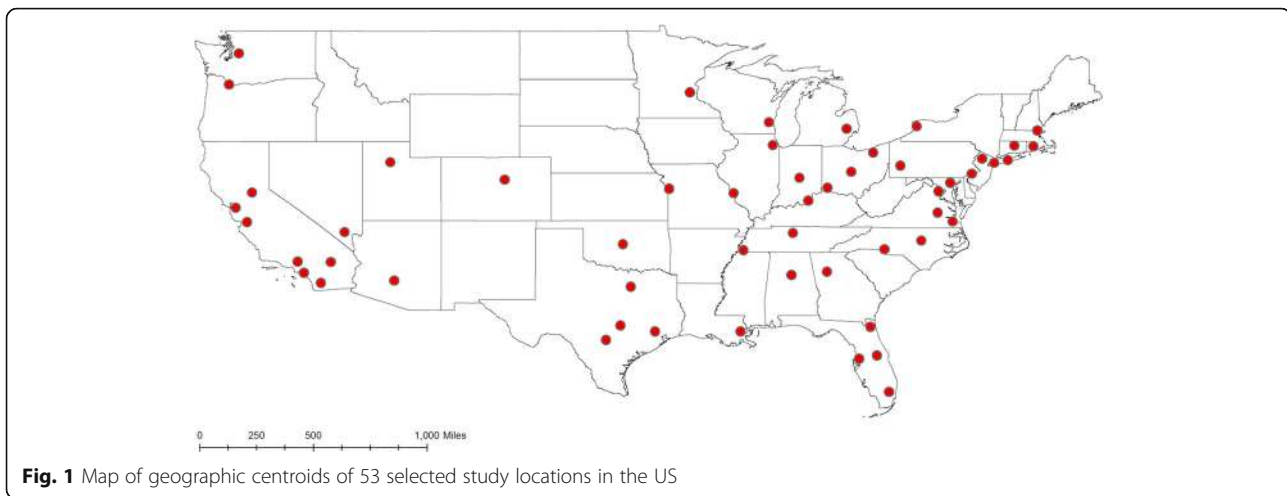 0 250 500 1,000 Miles
Fig. 1 Map of geographic centroids of 53 selected study locations in the US